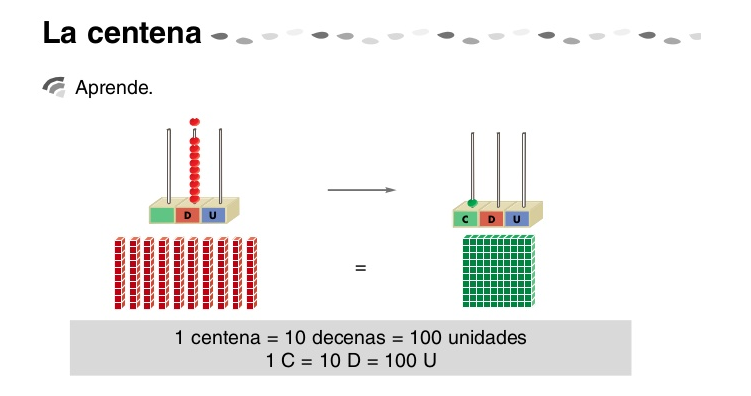 La centena
Aprende.
D U
C D U
=
1 centena = 10 decenas = 100 unidades
1 C = 10 D = 100 U